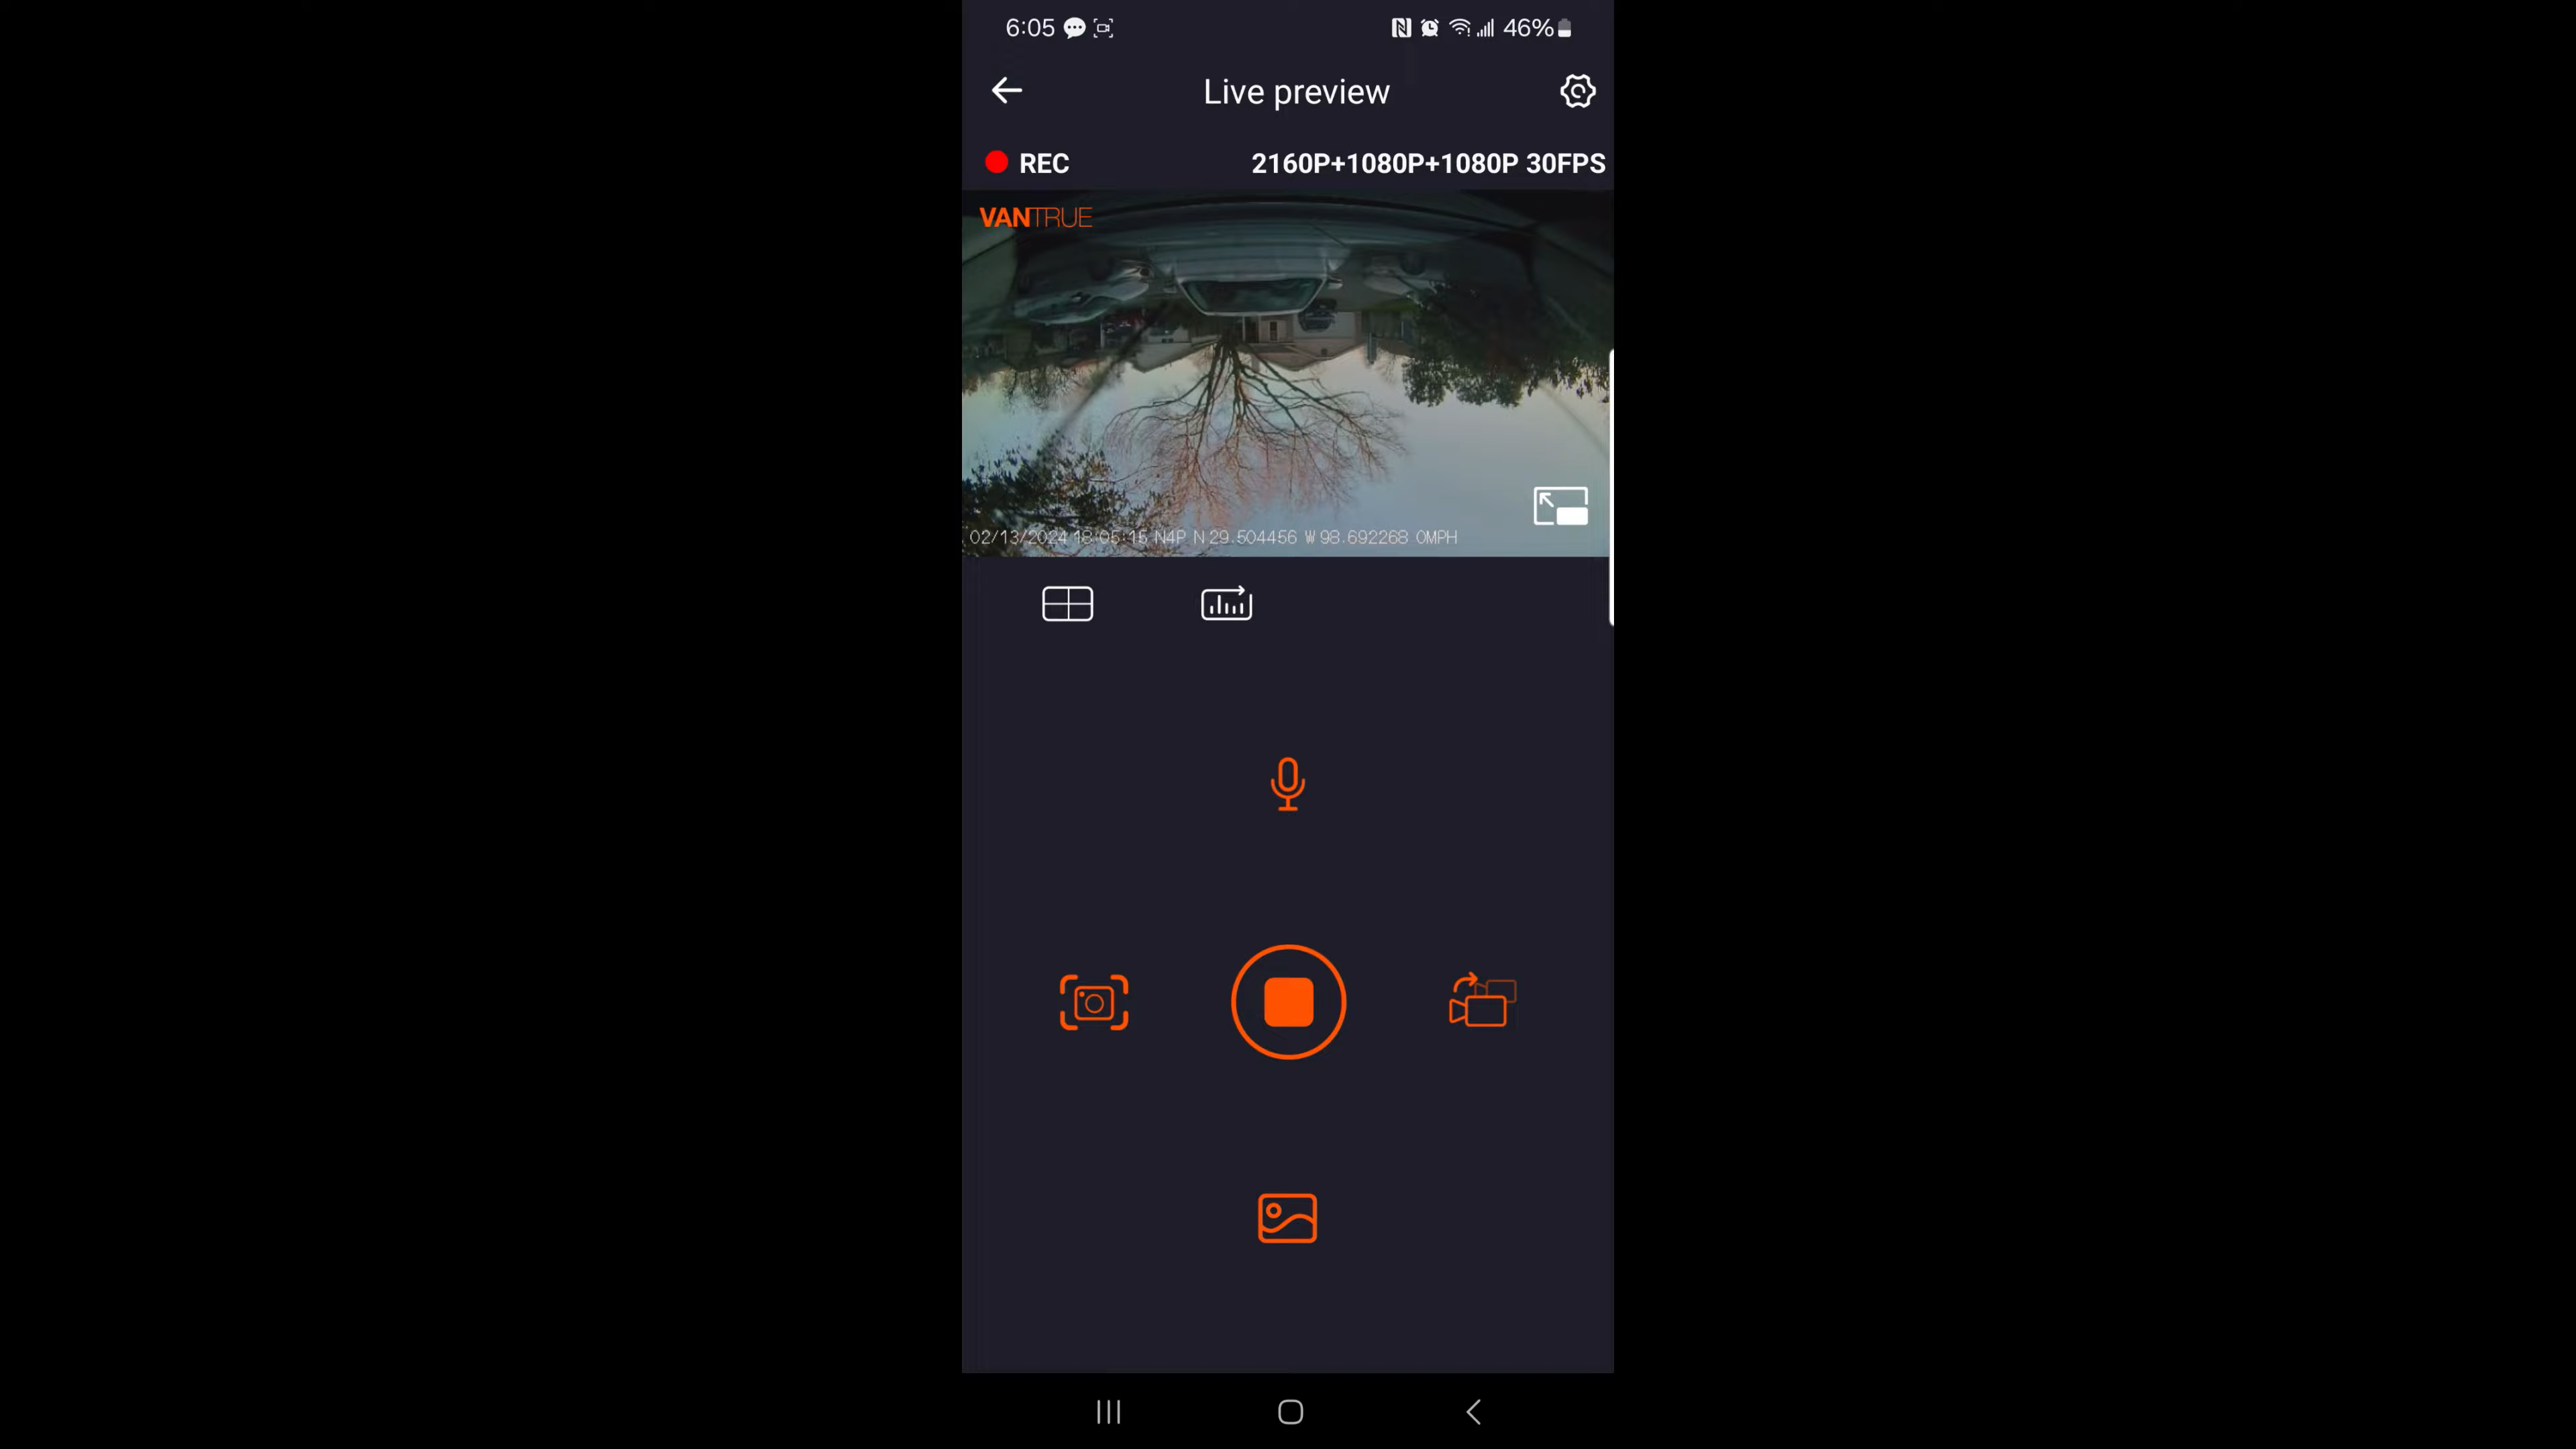 6:05 46%
Live preview
REC 2160P+1080P+1080P 30FPS
VANTRUE
02/13/2024 18:05:15 N4P N 29.504456 W 98.692268 0MPH